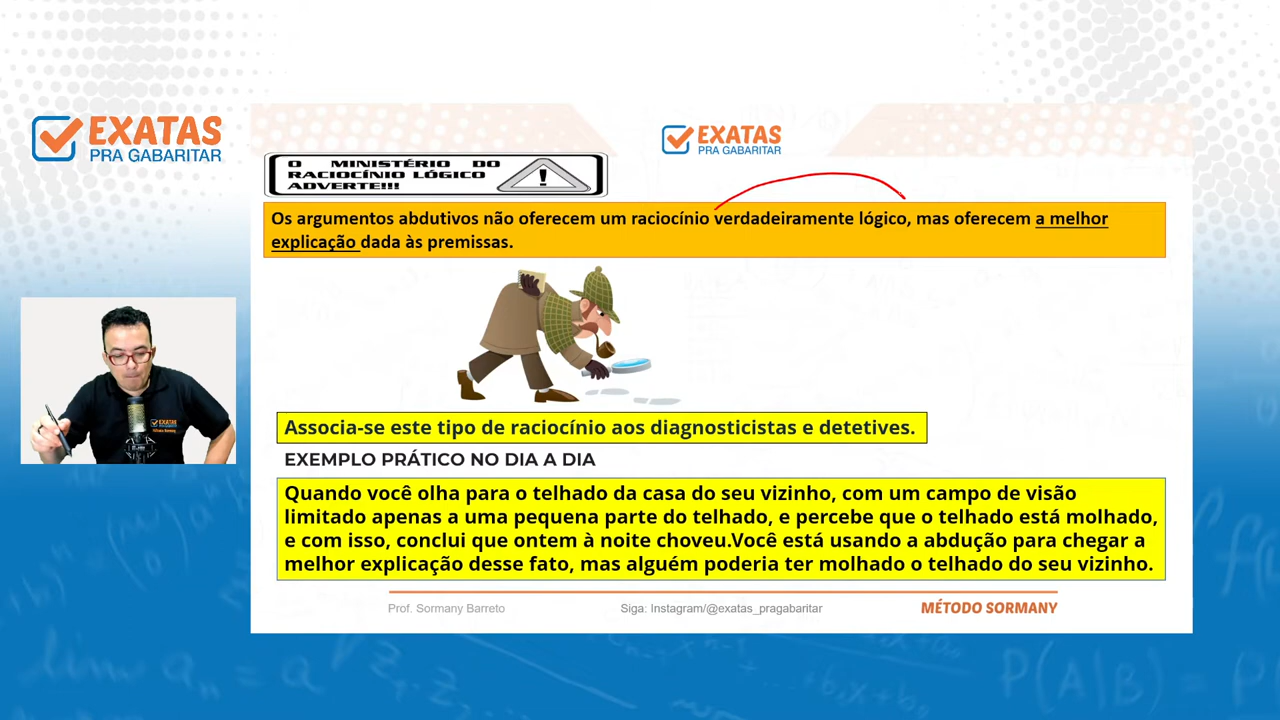 EXATAS
PRA GABARITAR
EXATAS
PRA GABARITAR
O MINISTÉRIO DO
RACIOCÍNIO LÓGICO
ADVERTE!!!
!
Os argumentos abdutivos não oferecem um raciocínio verdadeiramente lógico, mas oferecem a melhor
explicação dada às premissas.
Associa-se este tipo de raciocínio aos diagnosticistas e detetives.
EXEMPLO PRÁTICO NO DIA A DIA
Quando você olha para o telhado da casa do seu vizinho, com um campo de visão
limitado apenas a uma pequena parte do telhado, e percebe que o telhado está molhado,
e com isso, conclui que ontem à noite choveu.Você está usando a abdução para chegar a
melhor explicação desse fato, mas alguém poderia ter molhado o telhado do seu vizinho.
Prof. Sormany Barreto
Siga: Instagram/@exatas_pragabaritar
MÉTODO SORMANY
EXATAS
lim aₙ = a
P(A|B) =